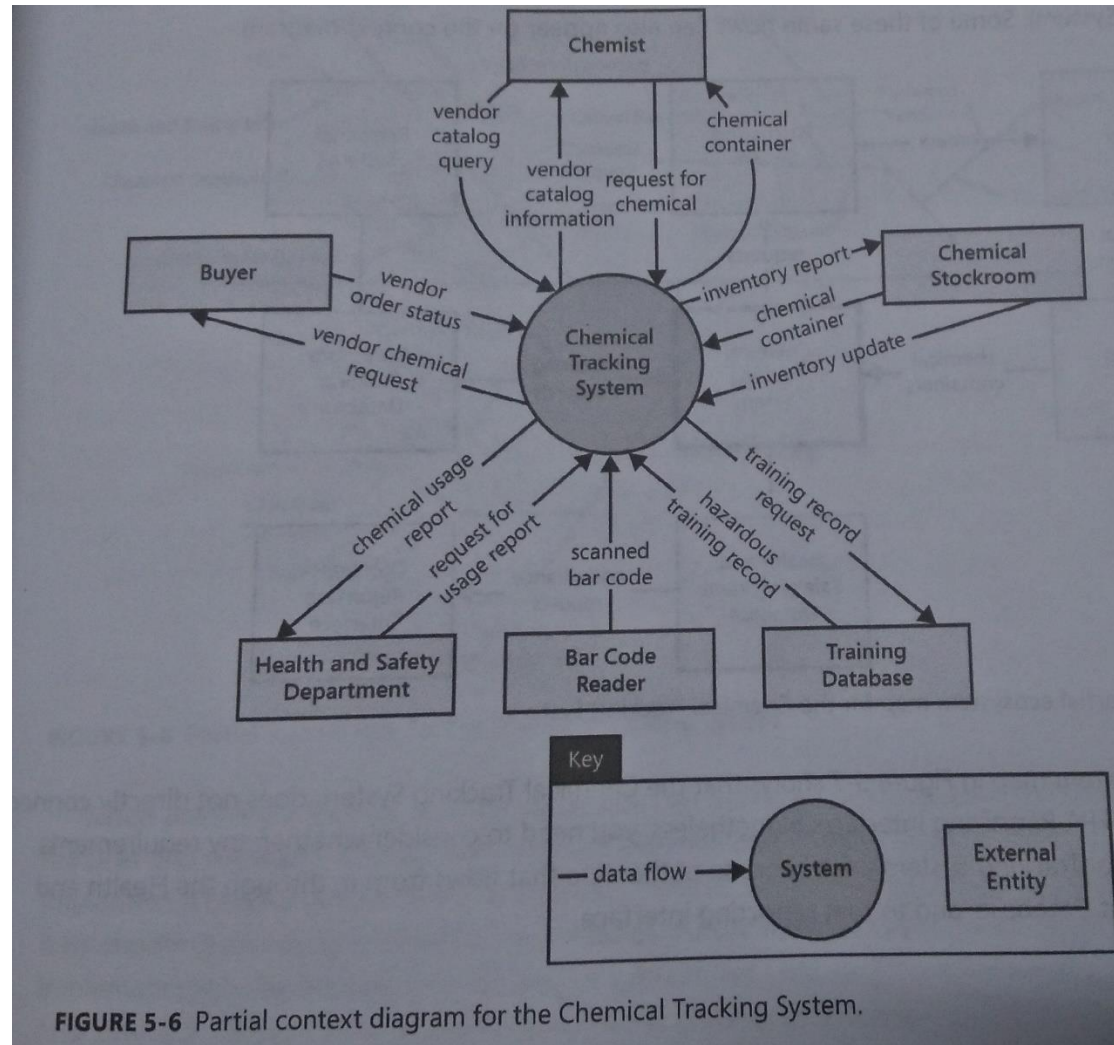 Chemist
vendor
catalog
query
vendor
catalog
information
request for
chemical
chemical
container
Buyer
vendor
order status
vendor chemical
request
Chemical
Tracking
System
inventory report
chemical
container
inventory update
Chemical
Stockroom
chemical usage
report
request for
usage report
scanned
bar code
hazardous
training record
training record
request
Health and Safety
Department
Bar Code
Reader
Training
Database
Key
data flow
System
External
Entity
FIGURE 5-6 Partial context diagram for the Chemical Tracking System.